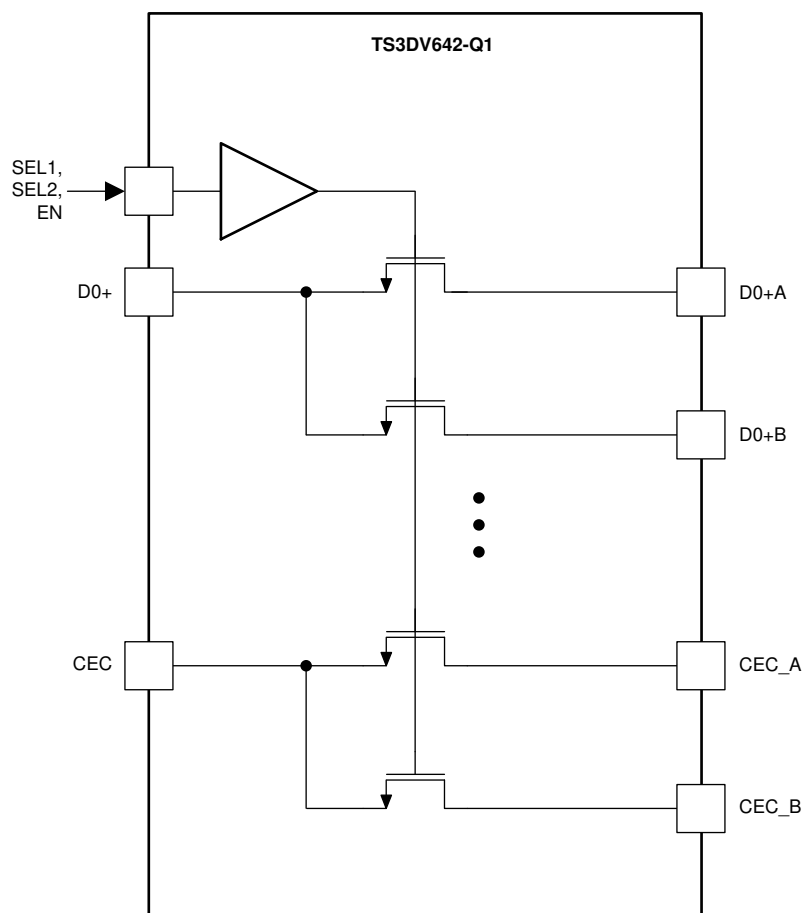 TS3DV642-Q1
SEL1,
SEL2,
EN
D0+
D0+A
D0+B
CEC
CEC_A
CEC_B